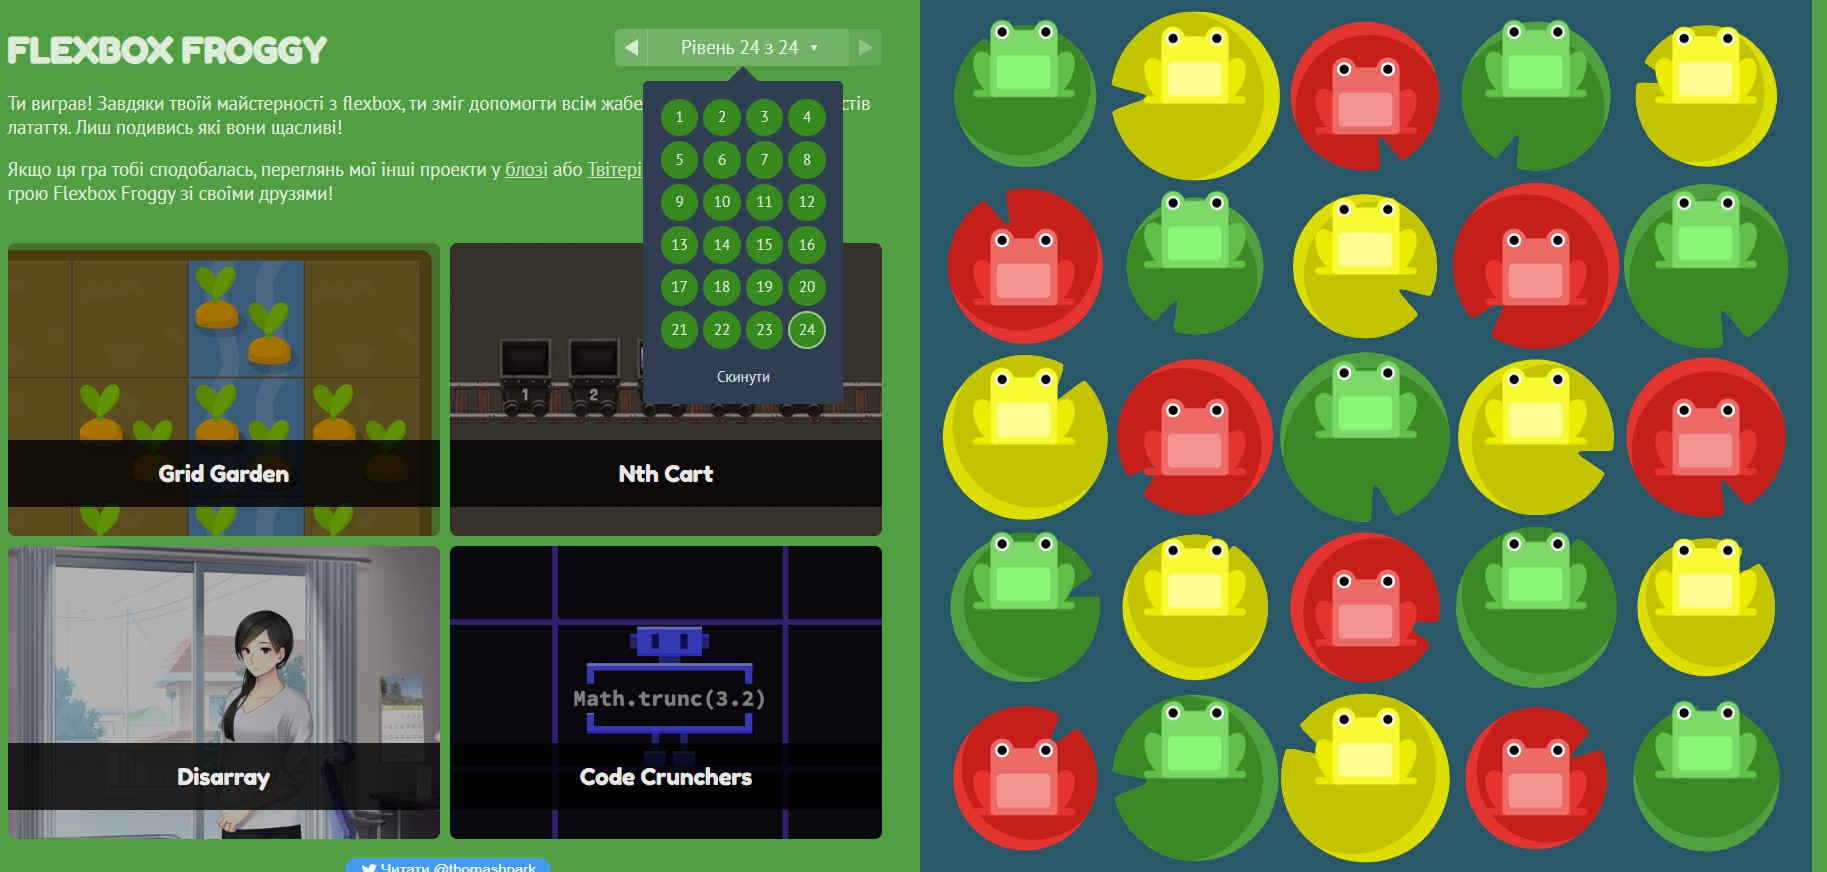 FLEXBOX FROGGY
Рівень 24 з 24
Ти виграв! Завдяки твоїй майстерності з flexbox, ти зміг допомогти всім жабе
стів
латаття. Лиш подивись які вони щасливі!
Якщо ця гра тобі сподобалась, переглянь мої інші проекти у блозі або Твітері
грою Flexbox Froggy зі своїми друзями!
1 2 3 4
5 6 7 8
9 10 11 12
13 14 15 16
17 18 19 20
21 22 23 24
Скинути
1 2
Grid Garden
Nth Cart
Math.trunc(3.2)
Disarray
Code Crunchers
Читати @thomashpark